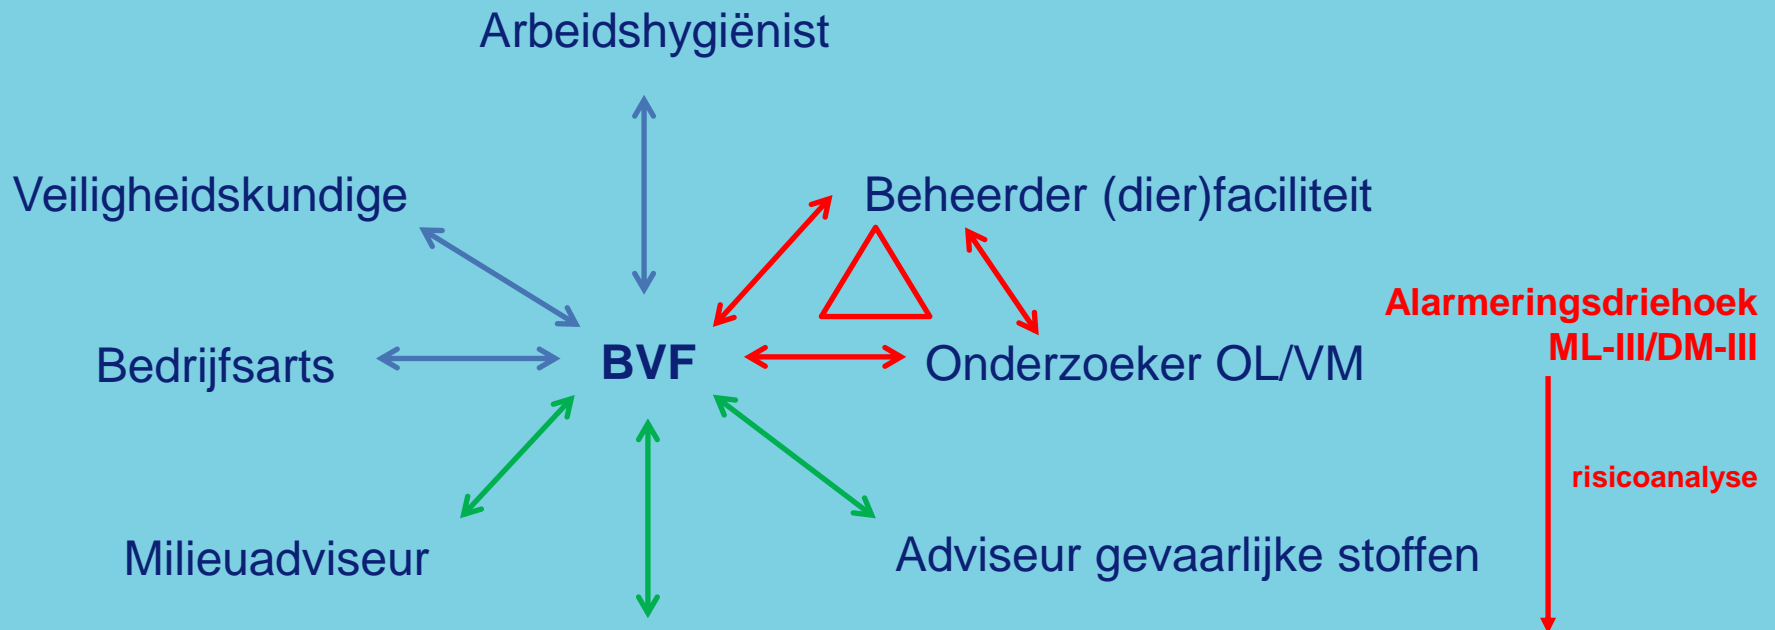 Arbeidshygiënist
Veiligheidskundige
Beheerder (dier)faciliteit
Alarmeringsdriehoek
ML-III/DM-III
Bedrijfsarts
BVF
Onderzoeker OL/VM
risicoanalyse
Milieuadviseur
Adviseur gevaarlijke stoffen